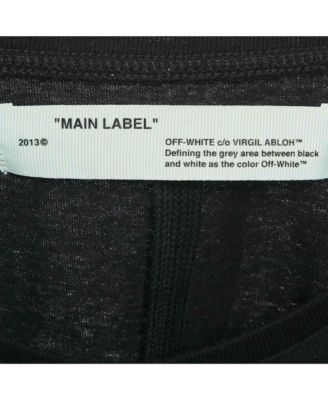 "MAIN LABEL"
2013©
OFF-WHITE c/o VIRGIL ABLOH™
Defining the grey area between black
and white as the color Off-White™